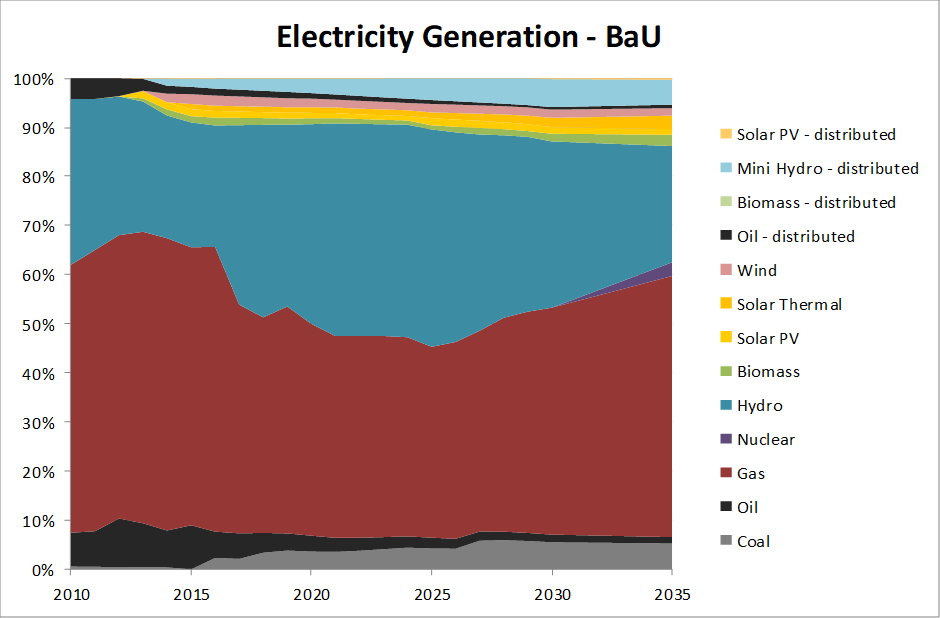 Electricity Generation - BaU
100%
90%
80%
70%
60%
50%
40%
30%
20%
10%
0%
2010 2015 2020 2025 2030 2035
Solar PV - distributed
Mini Hydro - distributed
Biomass - distributed
Oil - distributed
Wind
Solar Thermal
Solar PV
Biomass
Hydro
Nuclear
Gas
Oil
Coal